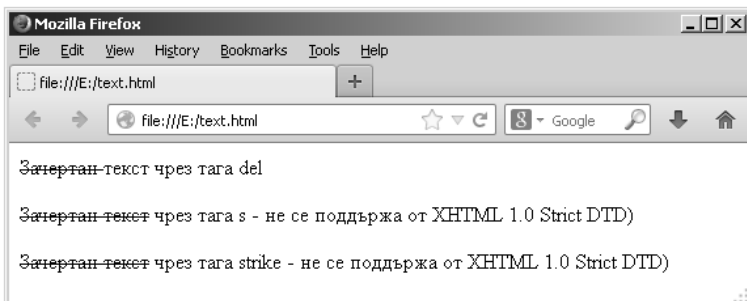 Mozilla Firefox
File Edit View History Bookmarks Tools Help
file:///E:/text.html +
file:///E:/text.html 8 Google
Зачертан текст чрез тага del
Зачертан текст чрез тага s - не се поддържа от XHTML 1.0 Strict DTD)
Зачертан текст чрез тага strike - не се поддържа от XHTML 1.0 Strict DTD)